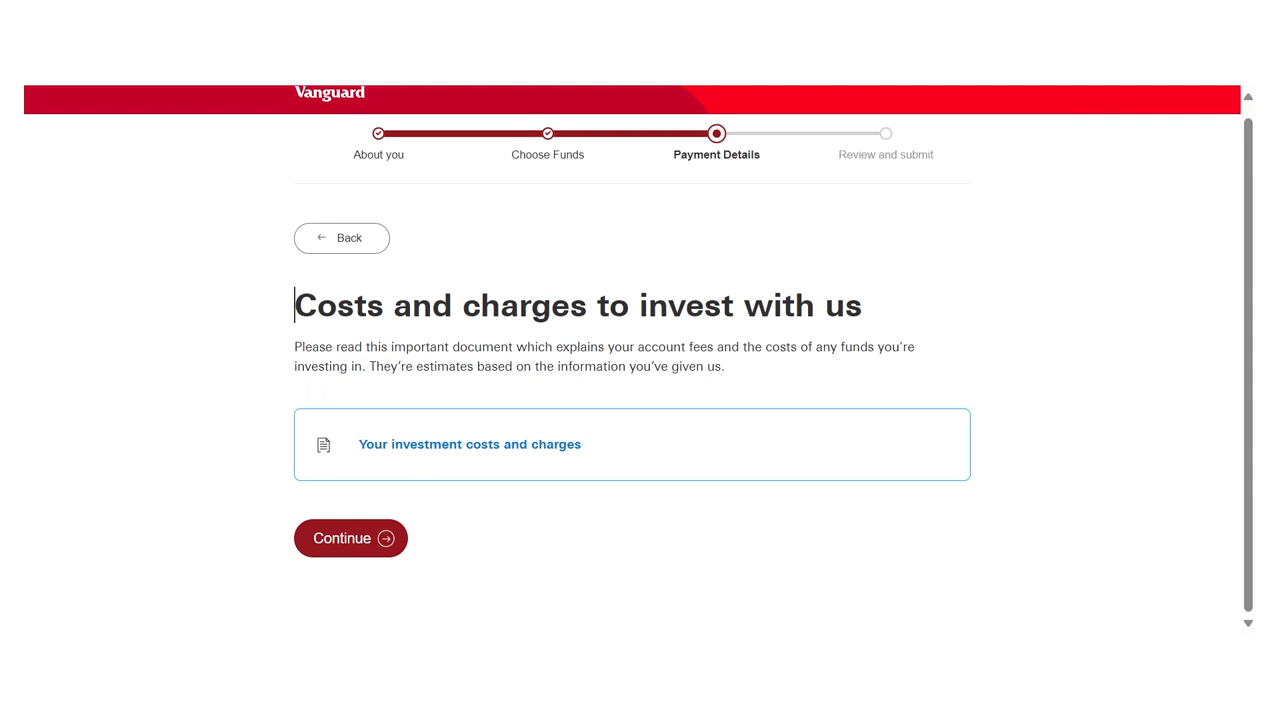 Vanguard
About you
Choose Funds
Payment Details
Review and submit
Back
Costs and charges to invest with us
Please read this important document which explains your account fees and the costs of any funds you're
investing in. They're estimates based on the information you've given us.
Your investment costs and charges
Continue